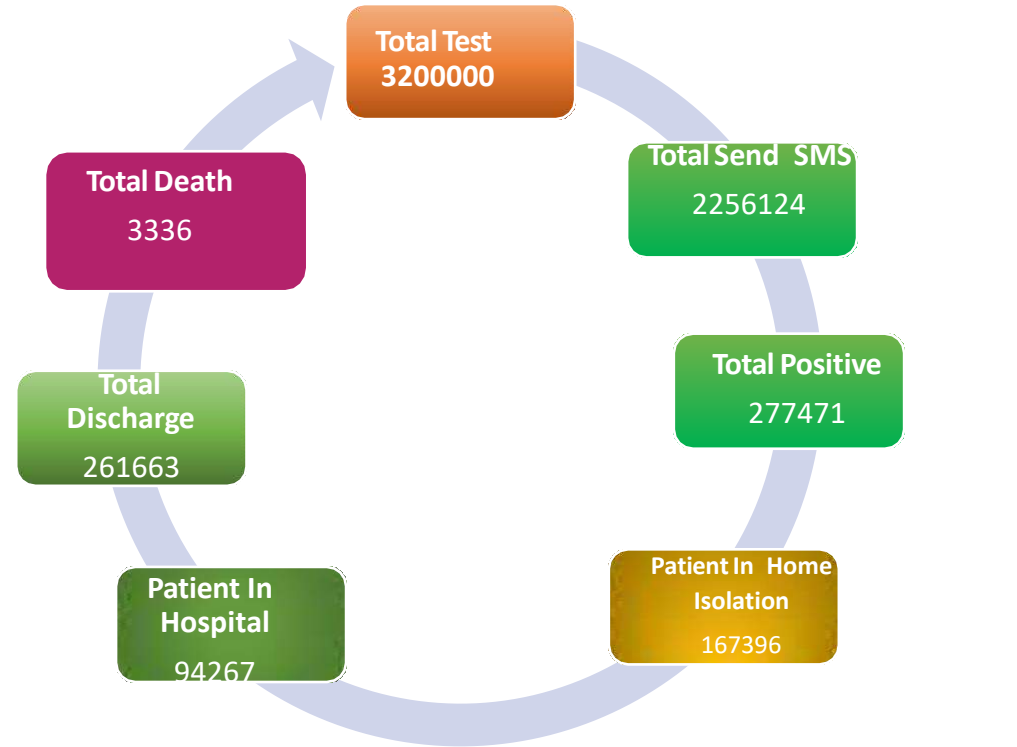 Total Test
3200000
Total Send SMS
2256124
Total Positive
277471
Patient In Home
Isolation
167396
Patient In
Hospital
94267
Total
Discharge
261663
Total Death
3336